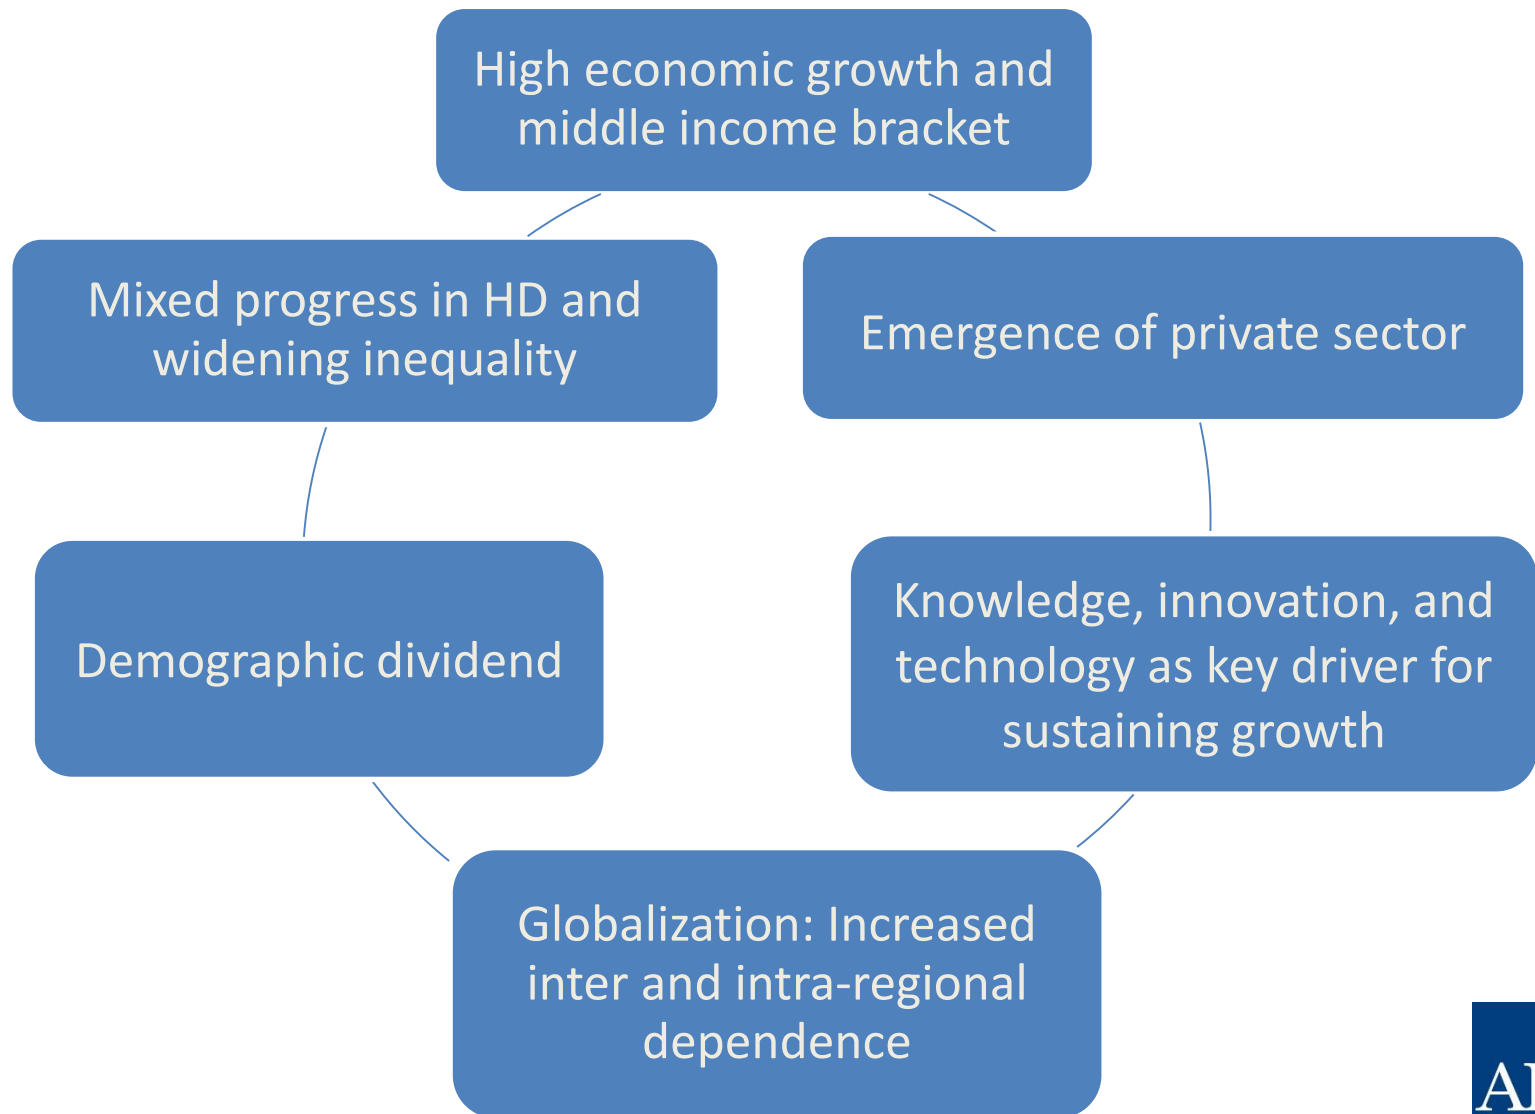 High economic growth and
middle income bracket
Mixed progress in HD and
widening inequality
Emergence of private sector
Demographic dividend
Knowledge, innovation, and
technology as key driver for
sustaining growth
Globalization: Increased
inter and intra-regional
dependence